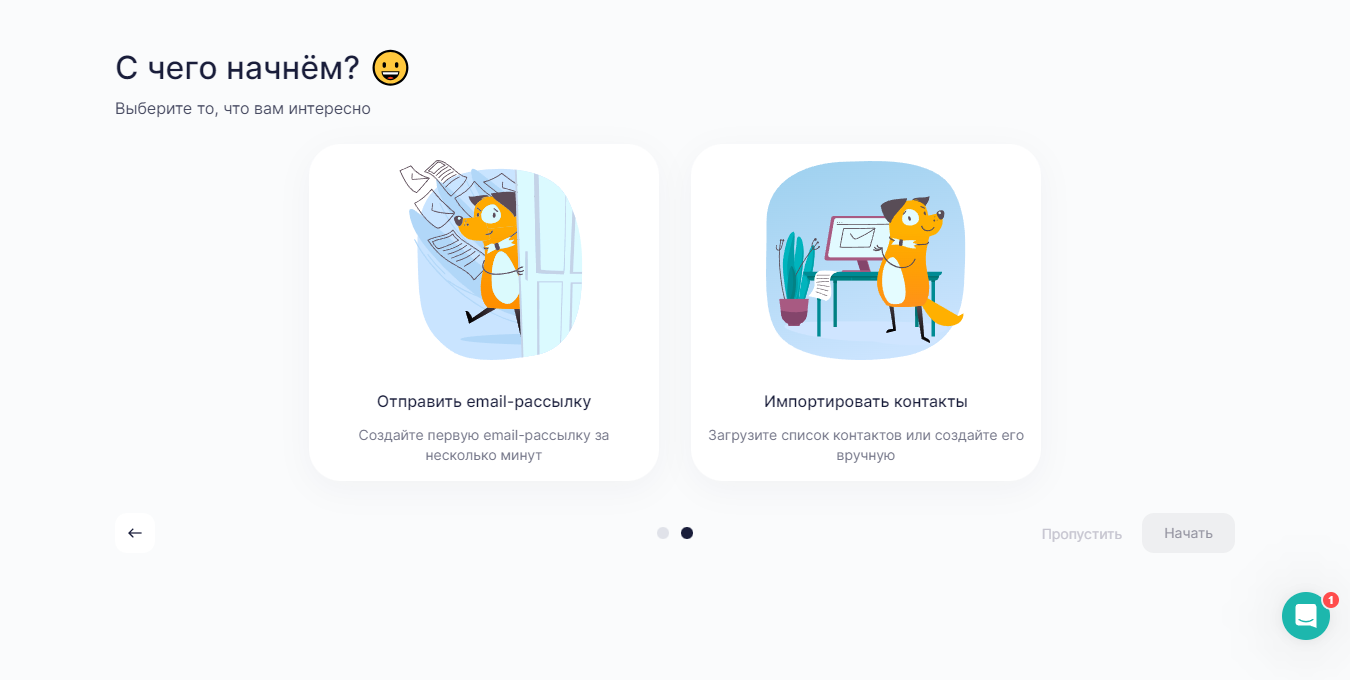 С чего начнём?
Выберите то, что вам интересно
Отправить email-рассылку
Создайте первую email-рассылку за
несколько минут
Импортировать контакты
Загрузите список контактов или создайте его
вручную
Пропустить
Начать
1